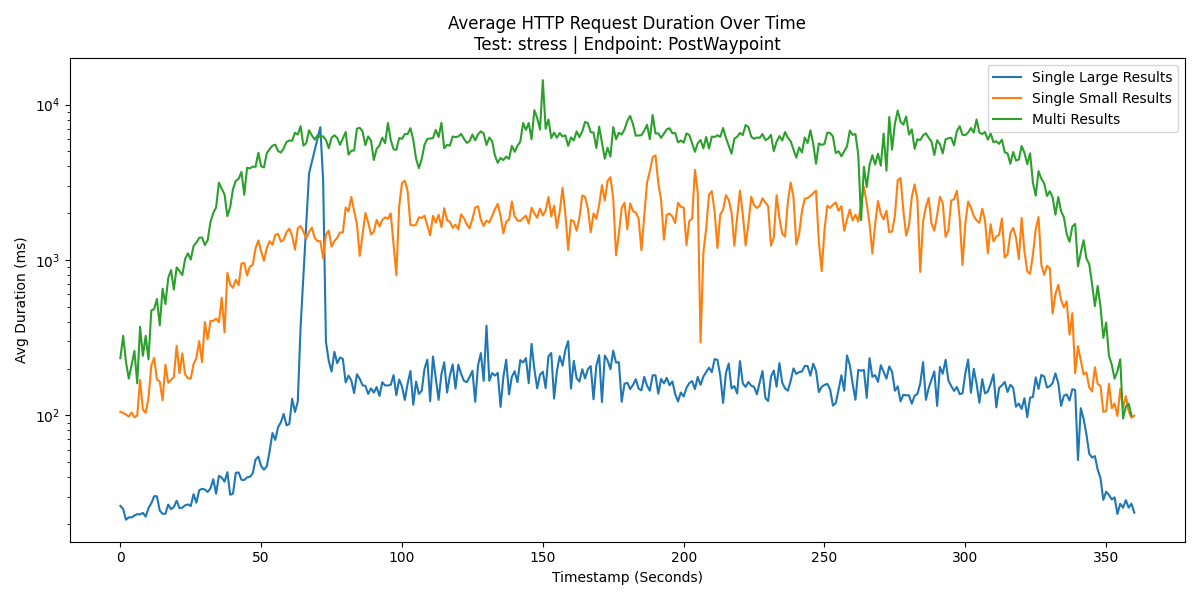 Average HTTP Request Duration Over Time
Test: stress | Endpoint: PostWaypoint
Single Large Results
Single Small Results
Multi Results
Avg Duration (ms)
10^4
10^3
10^2
0 50 100 150 200 250 300 350
Timestamp (Seconds)